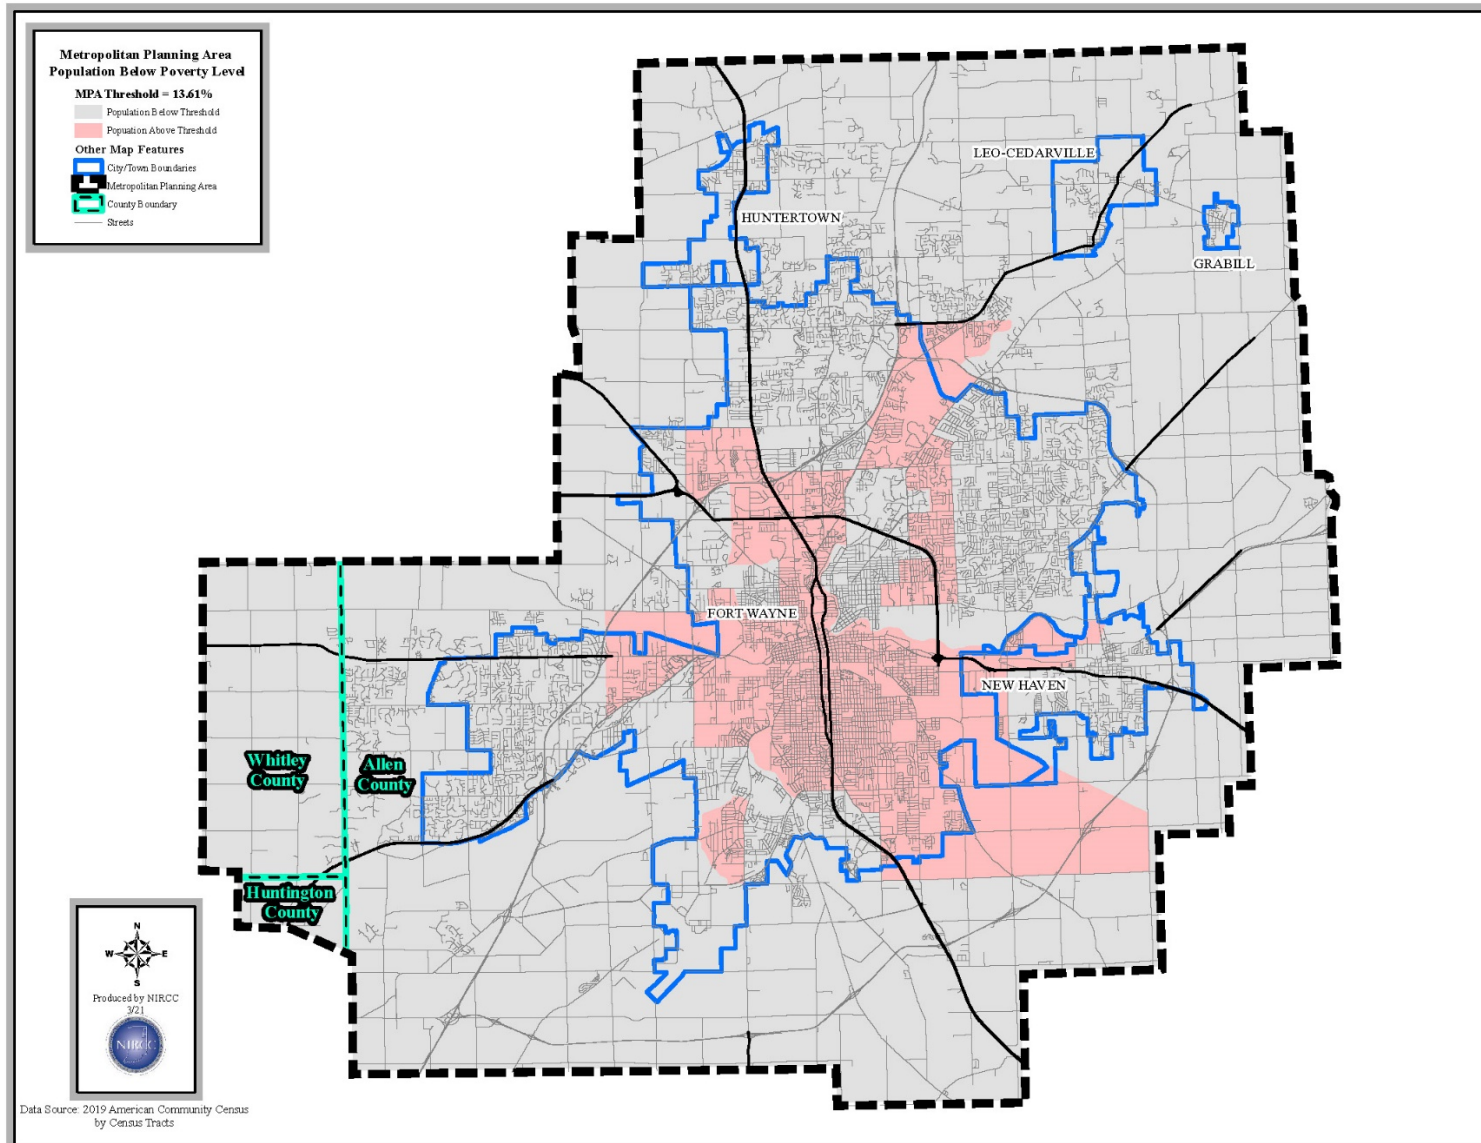 Metropolitan Planning Area
Population Below Poverty Level
MPA Threshold = 13.61%
Population Below Threshold
Popuation Above Threshold
Other Map Features
City/Town Boundaries
Metropolitan Planning Area
County Boundary
Streets
LEO-CEDARVILLE
HUNTERTOWN
GRABILL
FORT WAYNE
NEW HAVEN
Whitley
County
Allen
County
Huntington
County
N
W E
S
Produced by NIRCC
3/21
NIRCC
Data Source: 2019 American Community Census
by Census Tracts